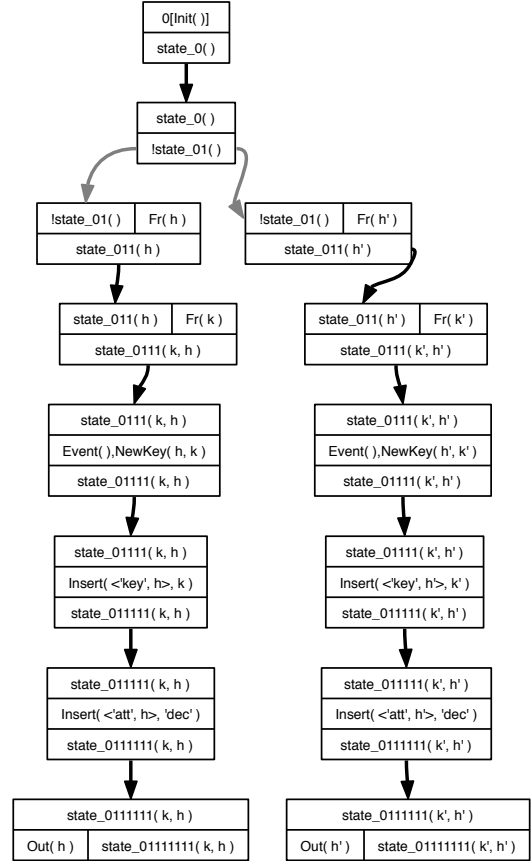 0[Init( )]
state_0( )
state_0( )
!state_01( )
!state_01( ) Fr( h )
state_011( h )
!state_01( ) Fr( h' )
state_011( h' )
state_011( h ) Fr( k )
state_0111( k, h )
state_011( h' ) Fr( k' )
state_0111( k', h' )
state_0111( k, h )
Event( ),NewKey( h, k )
state_01111( k, h )
state_0111( k', h' )
Event( ),NewKey( h', k' )
state_01111( k', h' )
state_01111( k, h )
Insert( <'key', h>, k )
state_011111( k, h )
state_01111( k', h' )
Insert( <'key', h'>, k' )
state_011111( k', h' )
state_011111( k, h )
Insert( <'att', h>, 'dec' )
state_0111111( k, h )
state_011111( k', h' )
Insert( <'att', h'>, 'dec' )
state_0111111( k', h' )
state_0111111( k, h )
Out( h ) state_01111111( k, h )
state_0111111( k', h' )
Out( h' ) state_01111111( k', h' )